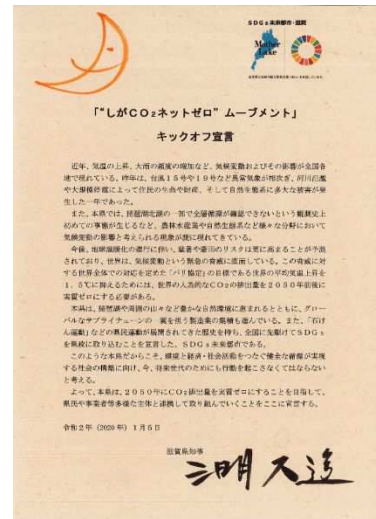 SDGs未来都市・滋賀
Mother
Lake
「“しがCO₂ネットゼロ”ムーブメント」
キックオフ宣言
近年、気温の上昇、大雨の頻度の増加など、気候変動およびその影響が全国各
地で現れている。昨年は、台風15号や19号など異常気象が相次ぎ、河川氾濫
や大規模停電によって住民の生命や財産、そして自然生態系に多大な被害が発
生した一年であった。
また、本県では、琵琶湖北湖の一部で全層循環が確認できないという観測史上
初めての事態が生じるなど、農林水産業や自然生態系など様々な分野において
気候変動の影響と考えられる現象が既に現れてきている。
今後、地球温暖化の進行に伴い、猛暑や豪雨のリスクは更に高まることが予測
されており、世界は、気候変動という緊急の脅威に直面している。この脅威に対
する世界全体での対応を定めた「パリ協定」の目標である世界の平均気温上昇を
1.5℃に抑えるためには、世界の人為的なCO₂の排出量を2050年前後に
実質ゼロにする必要がある。
本県は、琵琶湖や周囲の山々など豊かな自然環境に恵まれるとともに、グロー
バルなサプライチェーンの一翼を担う製造業の集積も進んでいる。また、「石け
ん運動」などの県民運動が展開されてきた歴史を持ち、全国に先駆けてSDGs
を県政に取り込むことを宣言した、SDGs未来都市である。
このような本県だからこそ、環境と経済・社会活動をつなぐ健全な循環が実現
する社会の構築に向け、今、将来世代のためにも行動を起こさなくてはならない
と考える。
よって、本県は、2050年にCO₂排出量を実質ゼロにすることを目指して、
県民や事業者等多様な主体と連携して取り組んでいくことをここに宣言する。
令和2年（2020年）1月5日
滋賀県知事
三日月大造